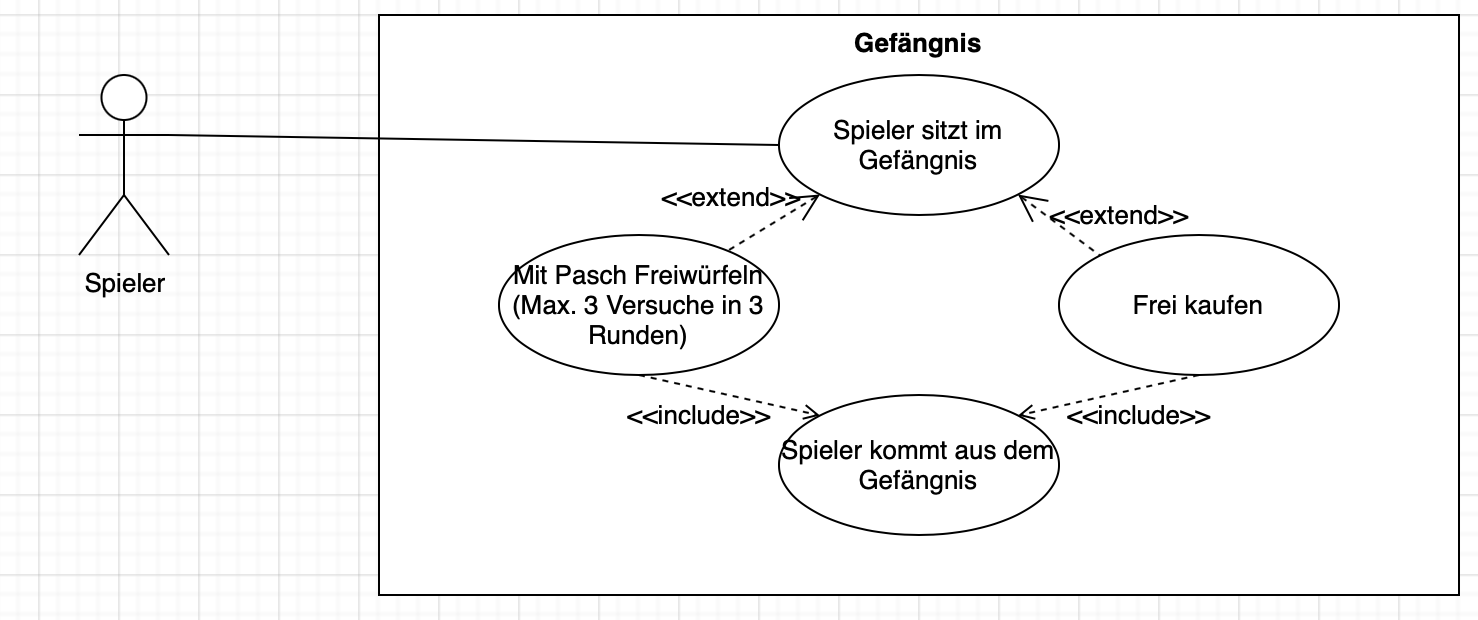 Gefängnis
Spieler sitzt im
Gefängnis
<<extend>>
<<extend>>
Spieler
Mit Pasch Freiwürfeln
(Max. 3 Versuche in 3
Runden)
Frei kaufen
<<include>>
<<include>>
Spieler kommt aus dem
Gefängnis